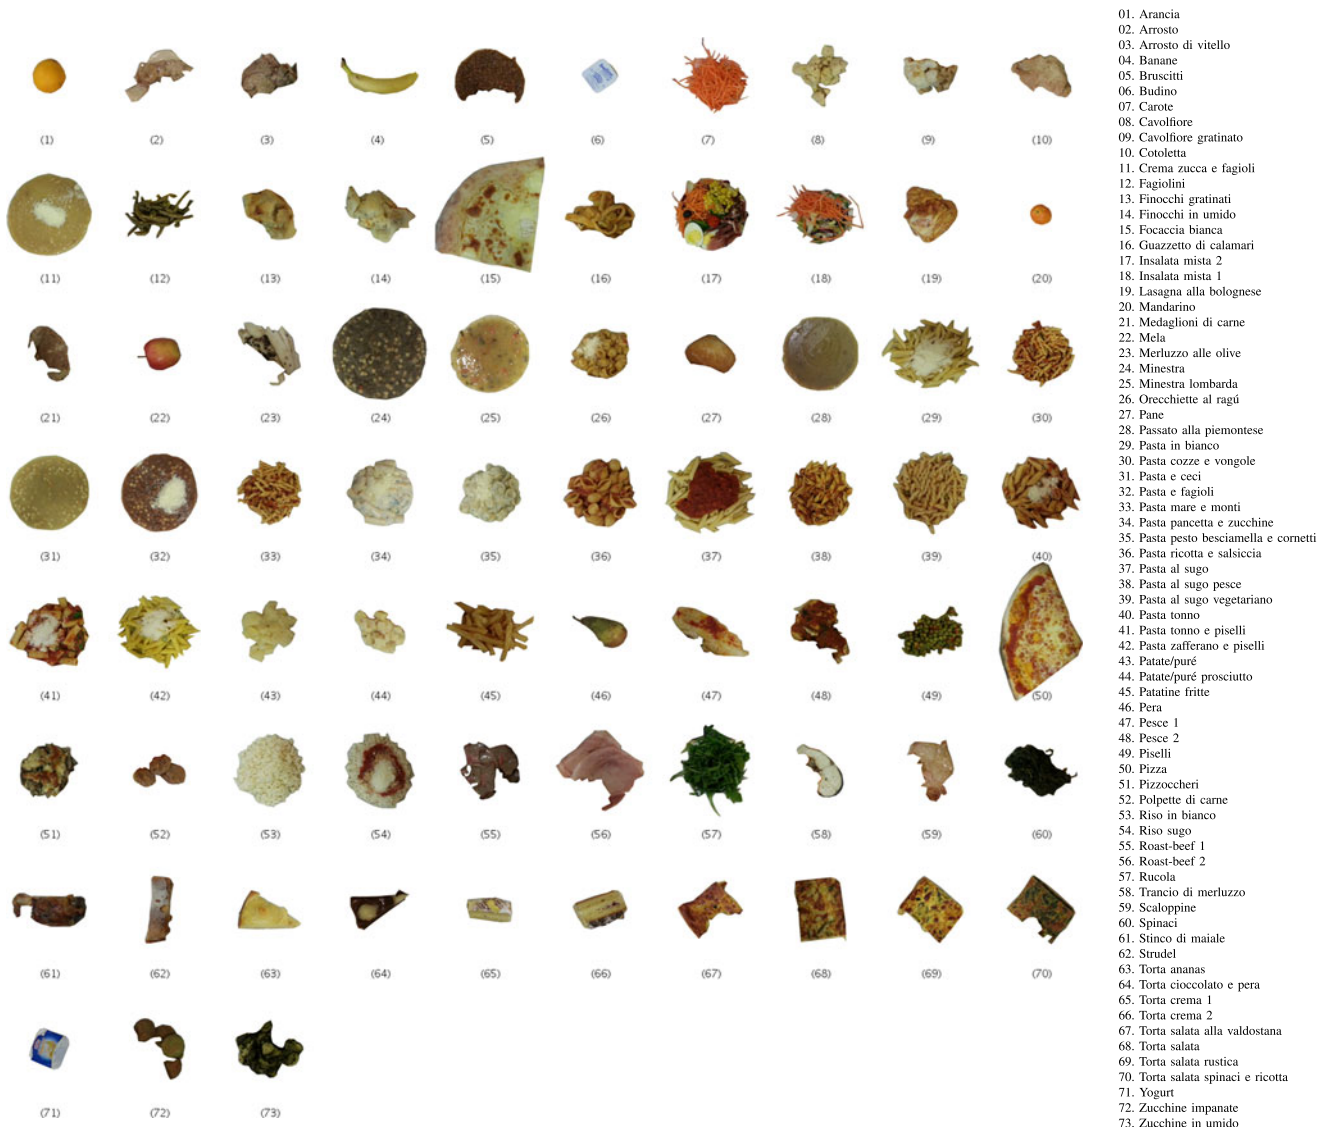 (1) (2) (3) (4) (5) (6) (7) (8) (9) (10)
(11) (12) (13) (14) (15) (16) (17) (18) (19) (20)
(21) (22) (23) (24) (25) (26) (27) (28) (29) (30)
(31) (32) (33) (34) (35) (36) (37) (38) (39) (40)
(41) (42) (43) (44) (45) (46) (47) (48) (49) (50)
(51) (52) (53) (54) (55) (56) (57) (58) (59) (60)
(61) (62) (63) (64) (65) (66) (67) (68) (69) (70)
(71) (72) (73)
01. Arancia
02. Arrosto
03. Arrosto di vitello
04. Banane
05. Bruscitti
06. Budino
07. Carote
08. Cavolfiore
09. Cavolfiore gratinato
10. Cotoletta
11. Crema zucca e fagioli
12. Fagiolini
13. Finocchi gratinati
14. Finocchi in umido
15. Focaccia bianca
16. Guazzetto di calamari
17. Insalata mista 2
18. Insalata mista 1
19. Lasagna alla bolognese
20. Mandarino
21. Medaglioni di carne
22. Mela
23. Merluzzo alle olive
24. Minestra
25. Minestra lombarda
26. Orecchiette al ragú
27. Pane
28. Passato alla piemontese
29. Pasta in bianco
30. Pasta cozze e vongole
31. Pasta e ceci
32. Pasta e fagioli
33. Pasta mare e monti
34. Pasta pancetta e zucchine
35. Pasta pesto besciamella e cornetti
36. Pasta ricotta e salsiccia
37. Pasta al sugo
38. Pasta al sugo pesce
39. Pasta al sugo vegetariano
40. Pasta tonno
41. Pasta tonno e piselli
42. Pasta zafferano e piselli
43. Patate/puré
44. Patate/puré prosciutto
45. Patatine fritte
46. Pera
47. Pesce 1
48. Pesce 2
49. Piselli
50. Pizza
51. Pizzoccheri
52. Polpette di carne
53. Riso in bianco
54. Riso sugo
55. Roast-beef 1
56. Roast-beef 2
57. Rucola
58. Trancio di merluzzo
59. Scaloppine
60. Spinaci
61. Stinco di maiale
62. Strudel
63. Torta ananas
64. Torta cioccolato e pera
65. Torta crema 1
66. Torta crema 2
67. Torta salata alla valdostana
68. Torta salata
69. Torta salata rustica
70. Torta salata spinaci e ricotta
71. Yogurt
72. Zucchine impanate
73. Zucchine in umido